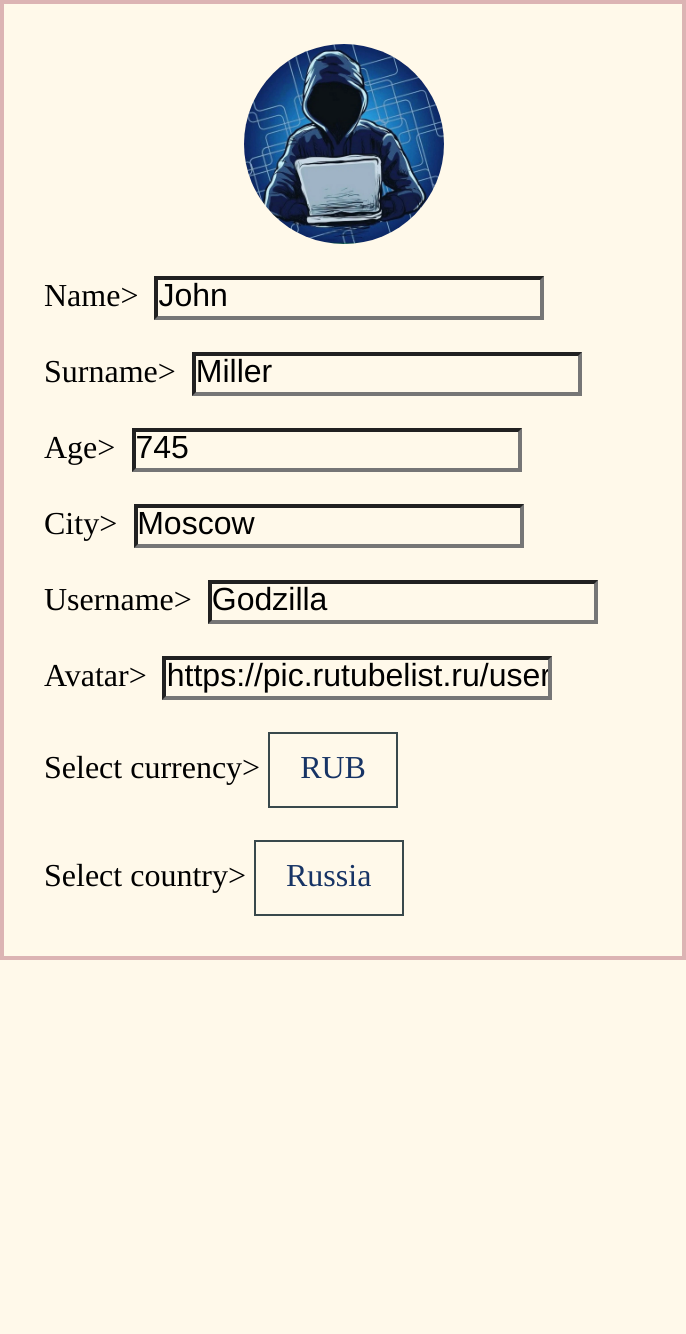 Name> John
Surname> Miller
Age> 745
City> Moscow
Username> Godzilla
Avatar> https://pic.rutubelist.ru/user
Select currency> RUB
Select country> Russia